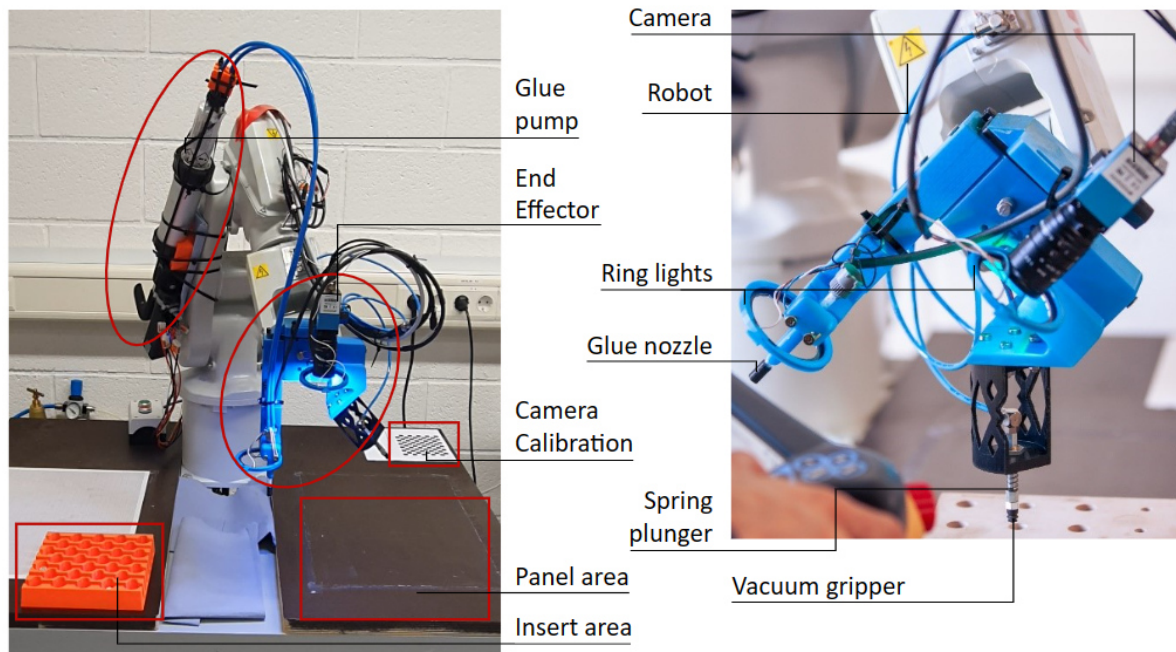 Glue
pump
End
Effector
Camera
Calibration
Panel area
Insert area
Camera
Robot
Ring lights
Glue nozzle
Spring
plunger
Vacuum gripper